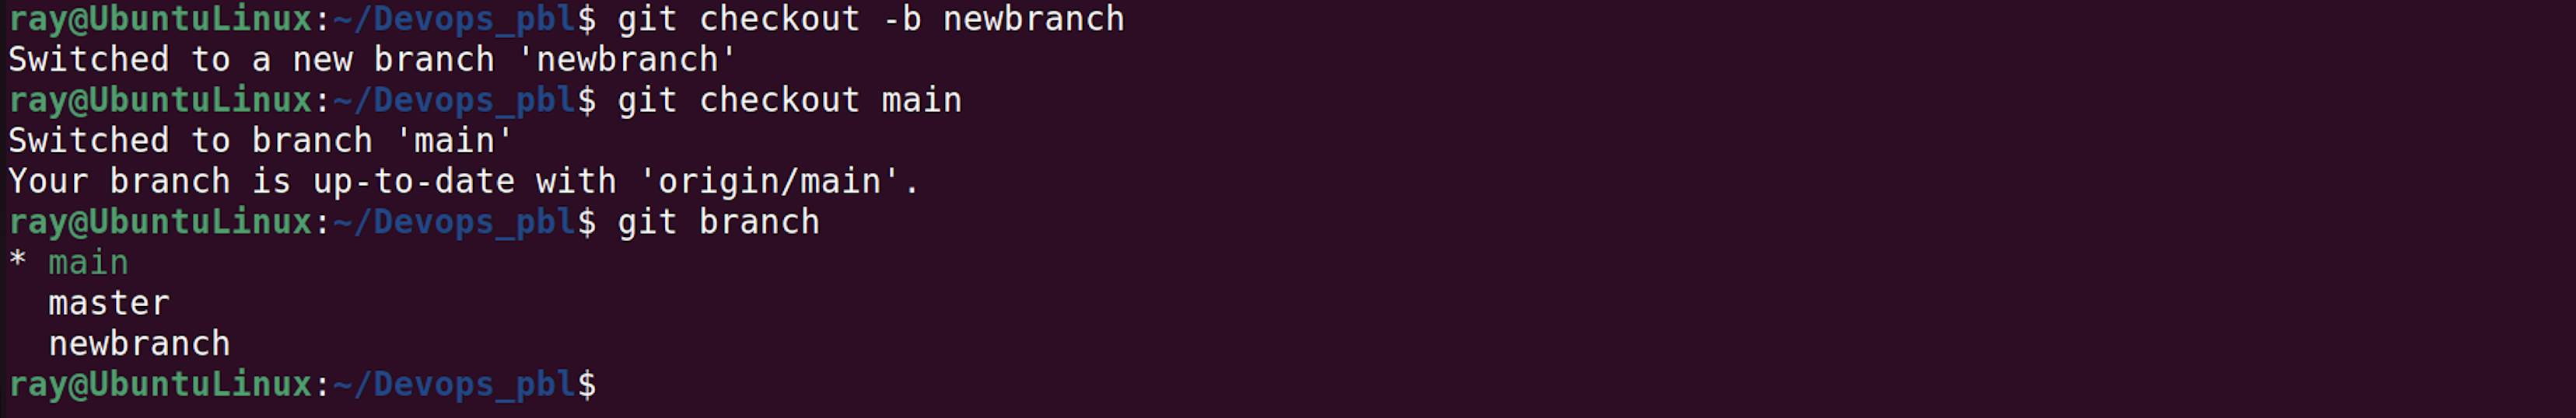 ray@UbuntuLinux:~/Devops_pbl$ git checkout -b newbranch
Switched to a new branch 'newbranch'
ray@UbuntuLinux:~/Devops_pbl$ git checkout main
Switched to branch 'main'
Your branch is up-to-date with 'origin/main'.
ray@UbuntuLinux:~/Devops_pbl$ git branch
* main
  master
  newbranch
ray@UbuntuLinux:~/Devops_pbl$